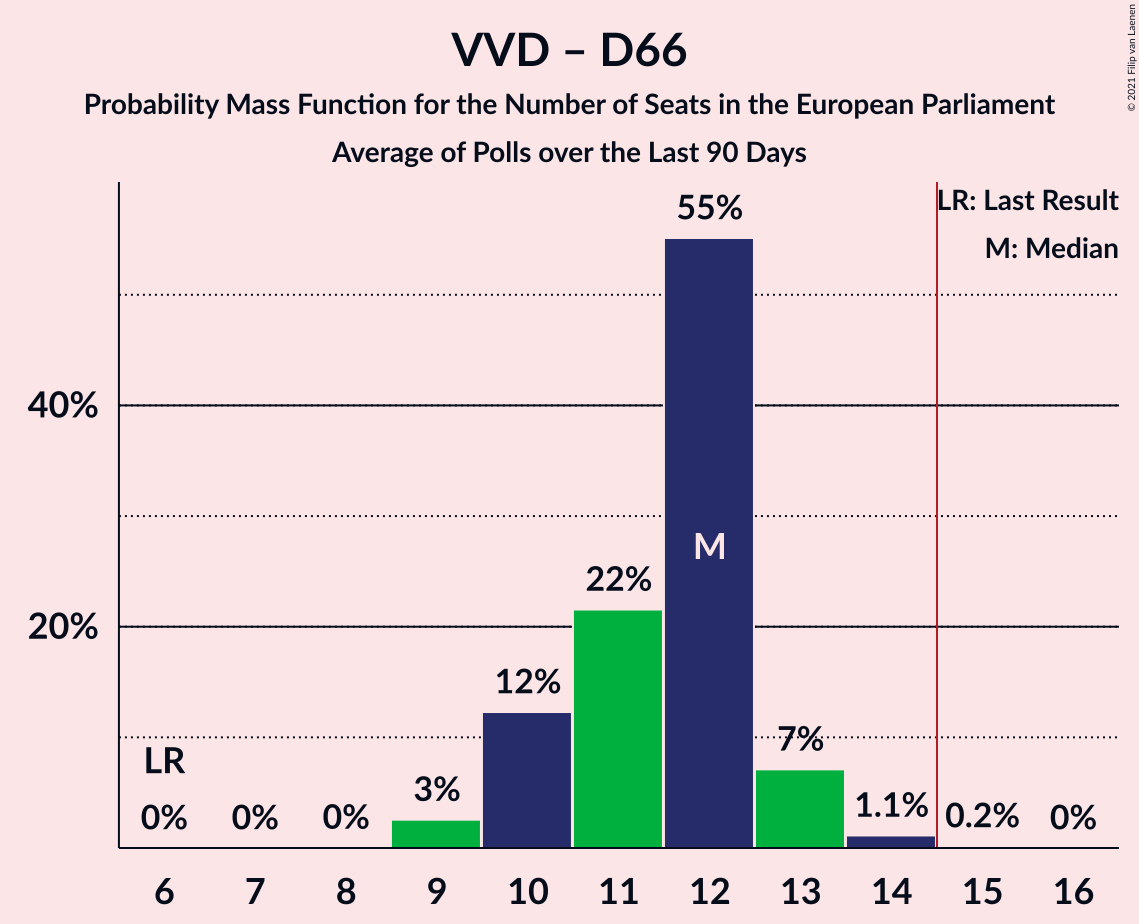 VVD – D66
Probability Mass Function for the Number of Seats in the European Parliament
Average of Polls over the Last 90 Days
© 2021 Filip van Laenen
LR: Last Result
M: Median
55%
40%
M
22%
20%
12%
7%
LR
3%
1.1%
0% 0% 0% 0.2% 0%
6 7 8 9 10 11 12 13 14 15 16